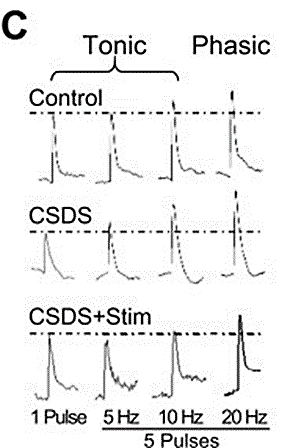 C
Tonic Phasic
Control
CSDS
CSDS+Stim
1 Pulse 5 Hz 10 Hz 20 Hz
5 Pulses